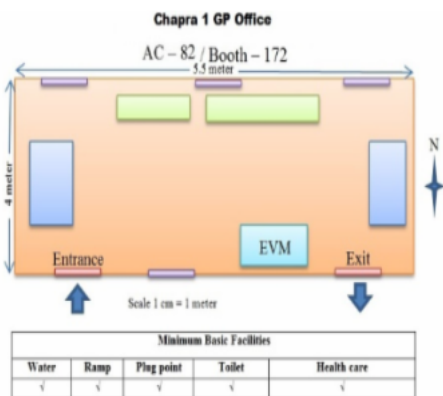 Chapra 1 GP Office
AC – 82 / Booth – 172
5.5 meter
4 meter
N
Entrance
EVM
Exit
Scale 1 cm = 1 meter
Minimum Basic Facilities
Water Ramp Plug point Toilet Health care
√ √ √ √ √